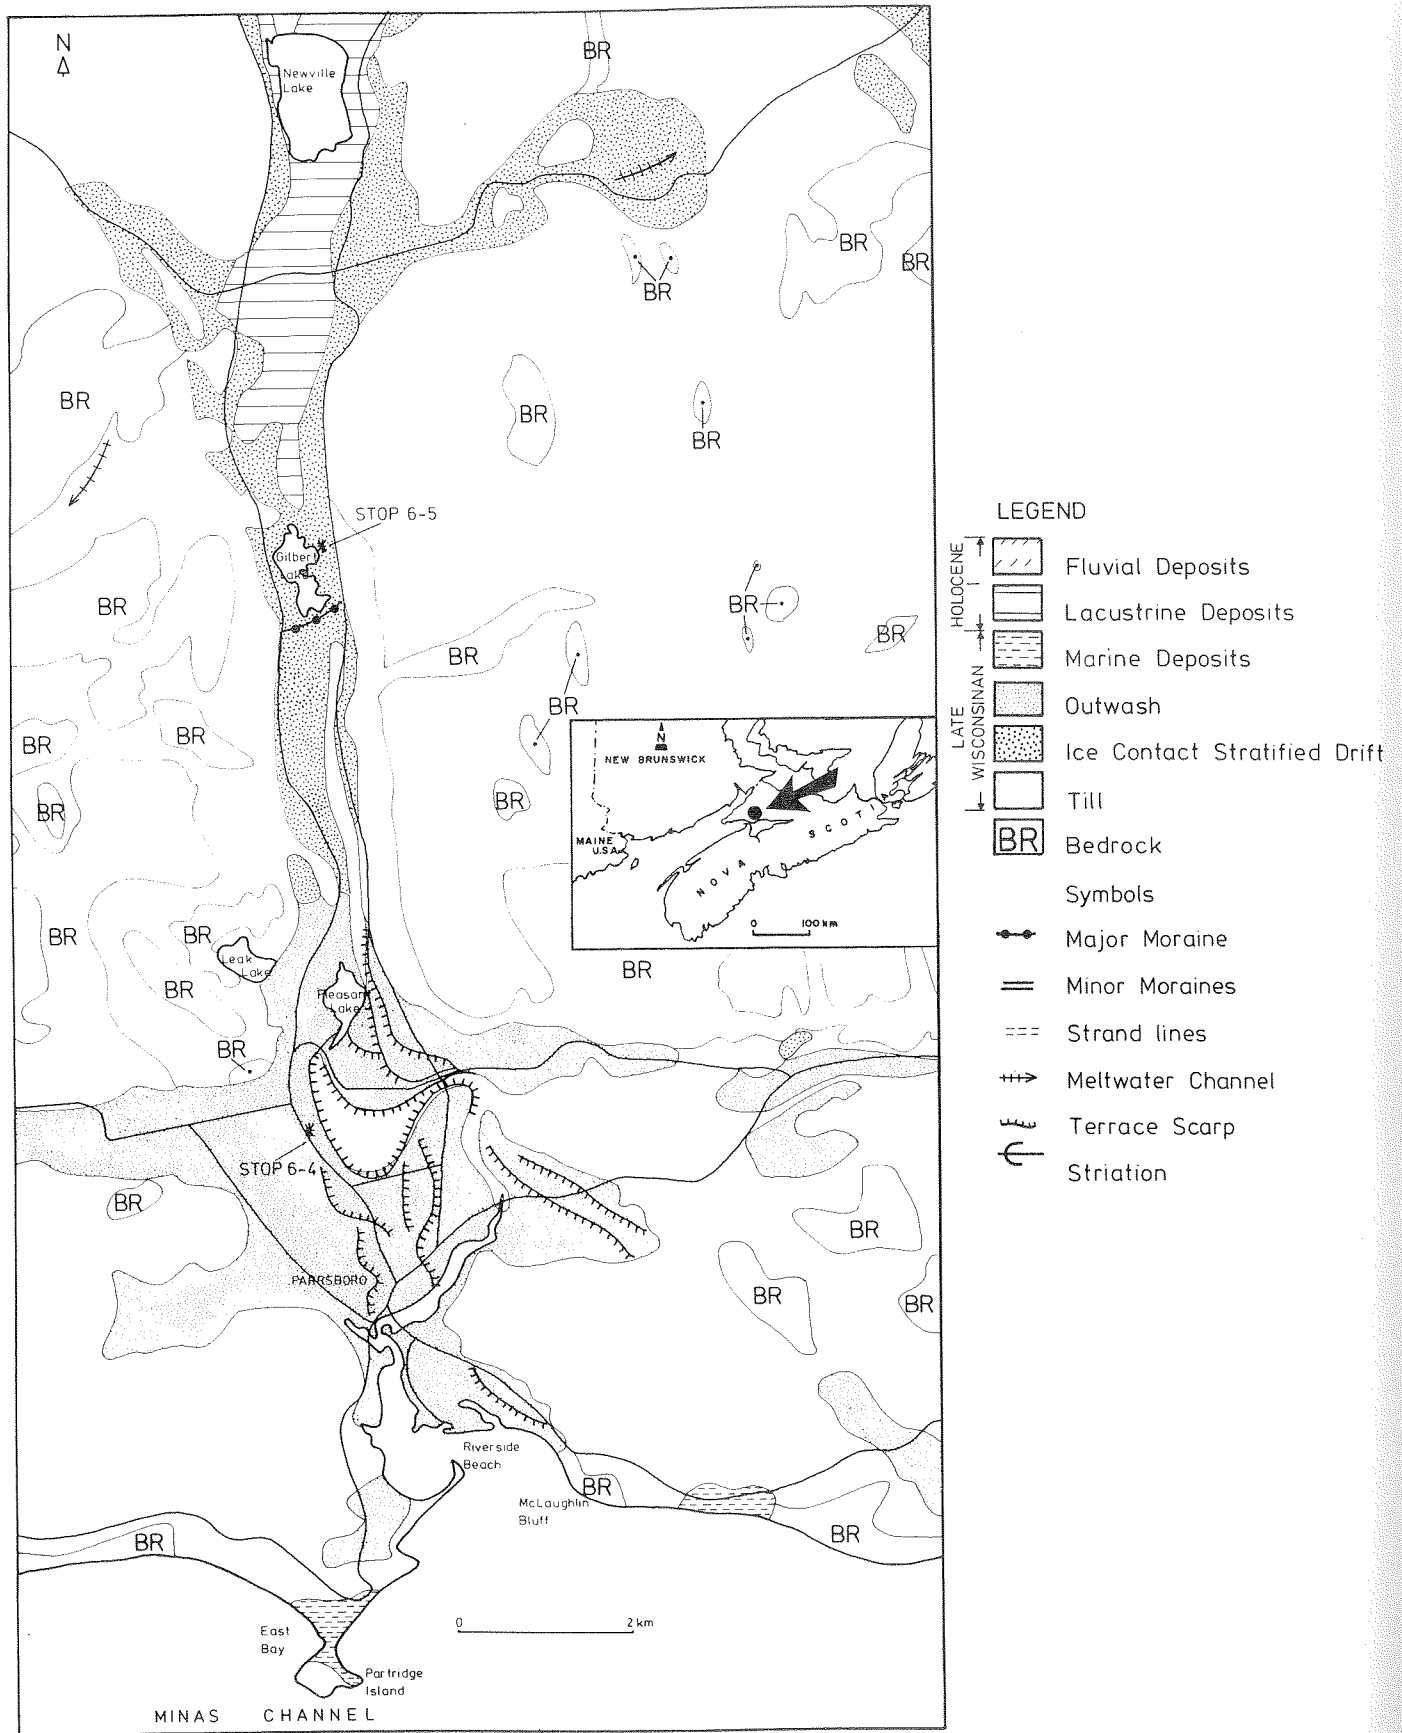 N
Newville
Lake
BR
BR
BR
BR
BR
BR
BR
STOP 6-5
Gilbert
Lake
BR
BR
BR
BR
BR
BR
BR
BR
BR
BR
BR
BR
Leak
Lake
BR
Pleasant
Lake
BR
BR
STOP 6-4
BR
BR
PARRSBORO
BR
BR
Riverside
Beach
BR
McLaughlin
Bluff
BR
BR
0 2 km
East
Bay
Partridge
Island
MINAS CHANNEL
N
NEW BRUNSWICK
MAINE
U.S.A.
NOVA SCOTIA
0 100 km
LEGEND
HOLOCENE
LATE
WISCONSINAN
Fluvial Deposits
Lacustrine Deposits
Marine Deposits
Outwash
Ice Contact Stratified Drift
Till
BR Bedrock
Symbols
Major Moraine
Minor Moraines
Strand lines
Meltwater Channel
Terrace Scarp
Striation